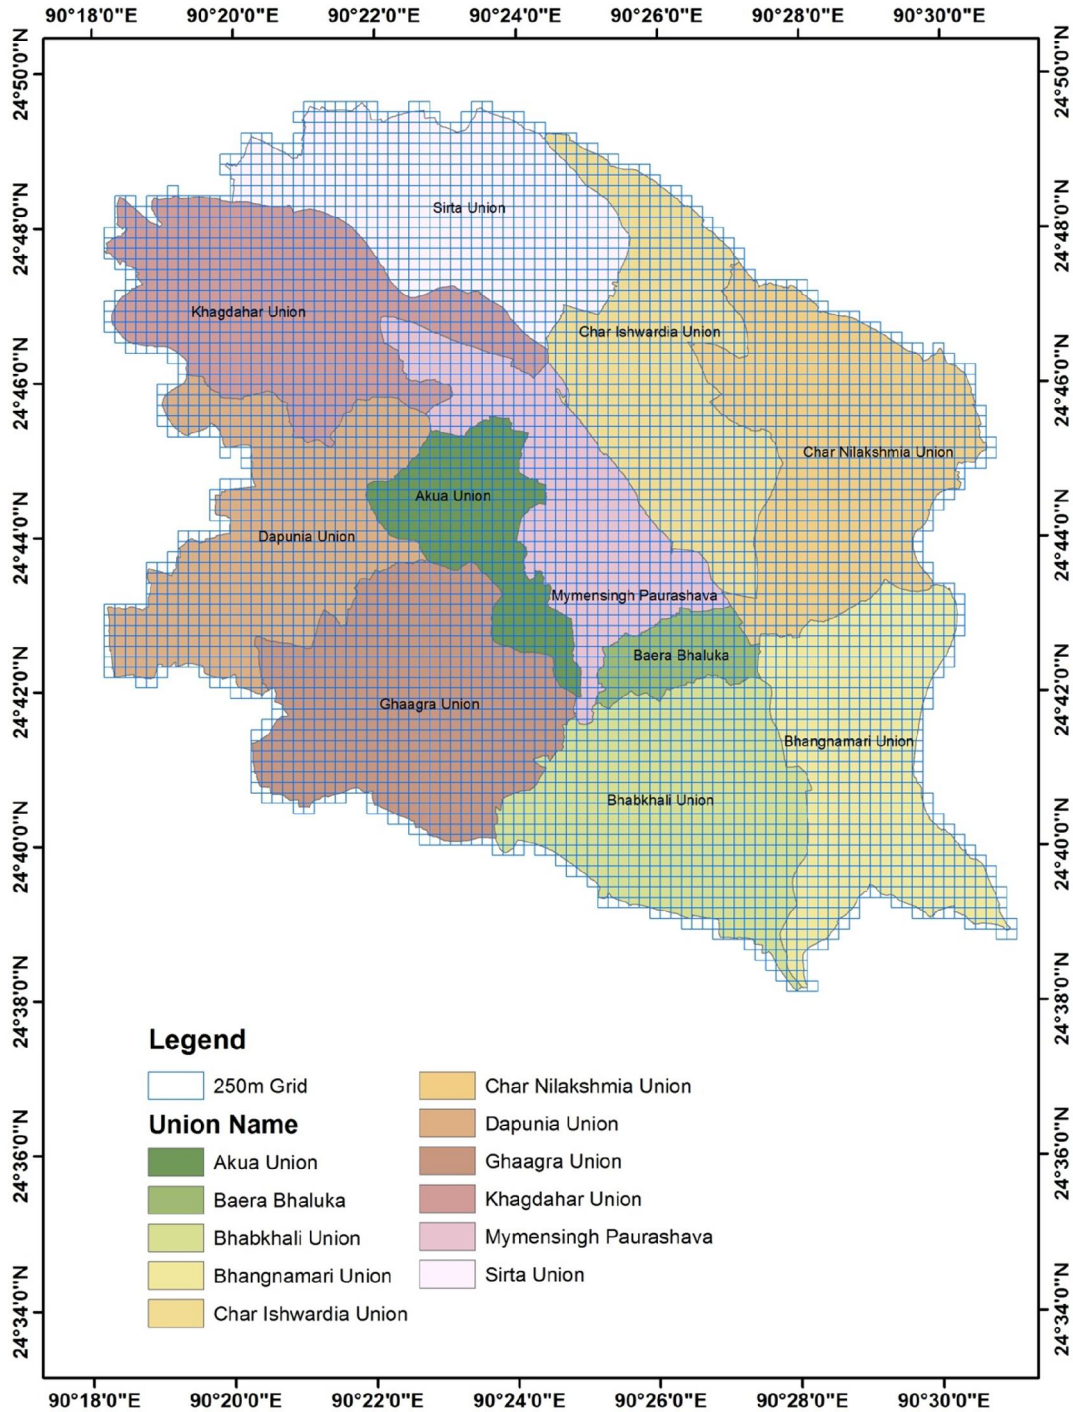 90°18'0"E 90°20'0"E 90°22'0"E 90°24'0"E 90°26'0"E 90°28'0"E 90°30'0"E
24°50'0"N 24°50'0"N
Sirta Union
24°48'0"N 24°48'0"N
Khagdahar Union
Char Ishwardia Union
24°46'0"N 24°46'0"N
Char Nilakshmia Union
Akua Union
Dapunia Union
24°44'0"N 24°44'0"N
Mymensingh Paurashava
Baera Bhaluka
24°42'0"N 24°42'0"N
Ghaagra Union
Bhangnamari Union
Bhabkhali Union
24°40'0"N 24°40'0"N
24°38'0"N 24°38'0"N
Legend
250m Grid
Union Name
Akua Union
Baera Bhaluka
Bhabkhali Union
Bhangnamari Union
Char Ishwardia Union
Char Nilakshmia Union
Dapunia Union
Ghaagra Union
Khagdahar Union
Mymensingh Paurashava
Sirta Union
24°36'0"N 24°36'0"N
24°34'0"N 24°34'0"N
90°18'0"E 90°20'0"E 90°22'0"E 90°24'0"E 90°26'0"E 90°28'0"E 90°30'0"E